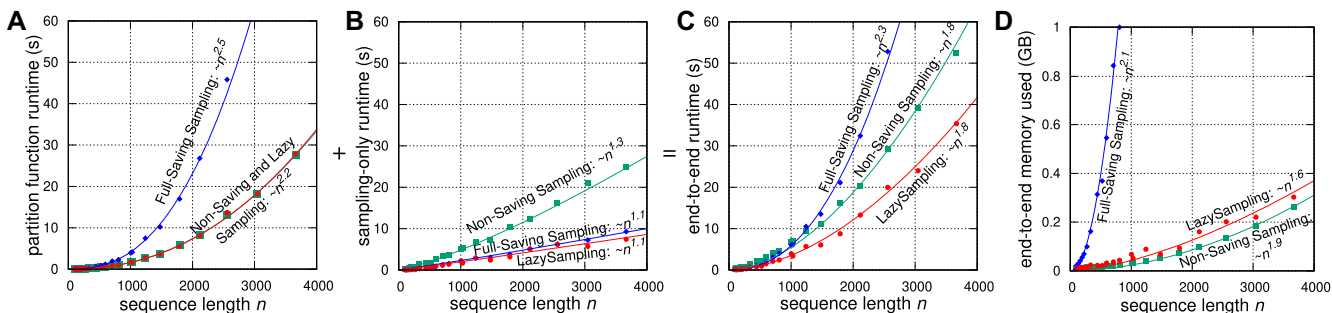 A
partition function runtime (s)
60
50
40
30
20
10
0
0
1000
2000
3000
4000
sequence length n
Full-Saving Sampling: ~n^2.5
Non-Saving and Lazy
Sampling: ~n^2.2
+
B
sampling-only runtime (s)
60
50
40
30
20
10
0
0
1000
2000
3000
4000
sequence length n
Non-Saving Sampling: ~n^1.3
Full-Saving Sampling: ~n^1.1
LazySampling: ~n^1.1
=
C
end-to-end runtime (s)
60
50
40
30
20
10
0
0
1000
2000
3000
4000
sequence length n
Full-Saving Sampling: ~n^2.3
Non-Saving Sampling: ~n^1.8
LazySampling: ~n^1.8
D
end-to-end memory used (GB)
1
0.8
0.6
0.4
0.2
0
0
1000
2000
3000
4000
sequence length n
Full-Saving Sampling: ~n^2.1
LazySampling: ~n^1.6
Non-Saving Sampling:
~n^1.9